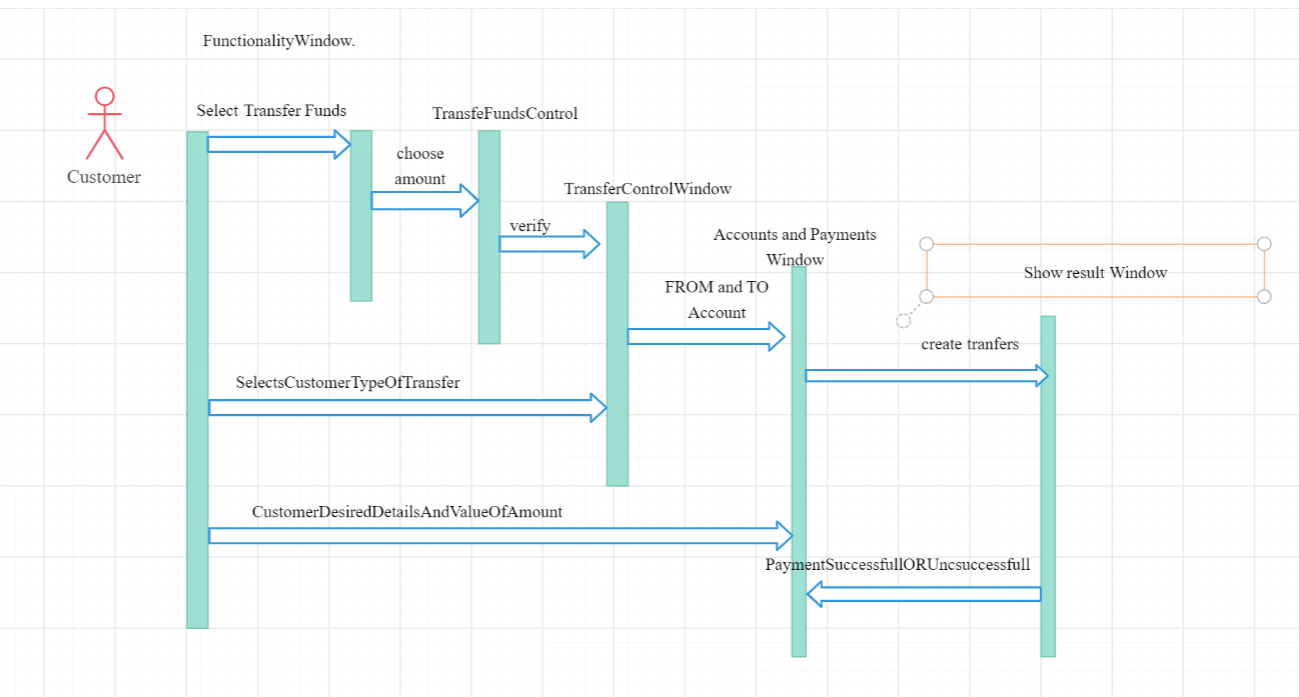 FunctionalityWindow.
Select Transfer Funds
TransfeFundsControl
Customer
choose
amount
TransferControlWindow
verify
Accounts and Payments
Window
Show result Window
FROM and TO
Account
create tranfers
SelectsCustomerTypeOfTransfer
CustomerDesiredDetailsAndValueOfAmount
PaymentSuccessfullORUncsuccessfull